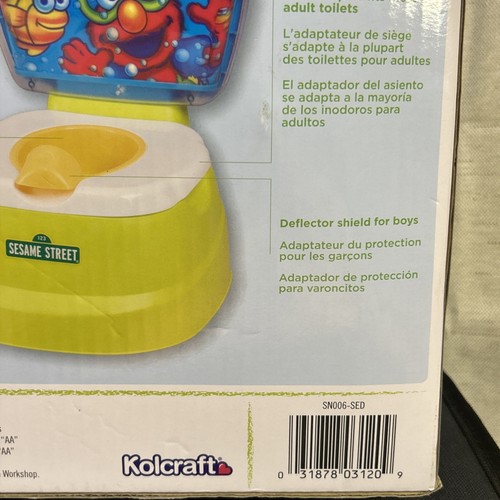 adult toilets
L'adaptateur de siège
s'adapte à la plupart
des toilettes pour adultes
El adaptador del asiento
se adapta a la mayoría
de los inodoros para
adultos
123
SESAME STREET
Deflector shield for boys
Adaptateur du protection
pour les garçons
Adaptador de protección
para varoncitos
"AA"
"AA"
Workshop.
Kolcraft
SN006-SED
0 31878 03120 9